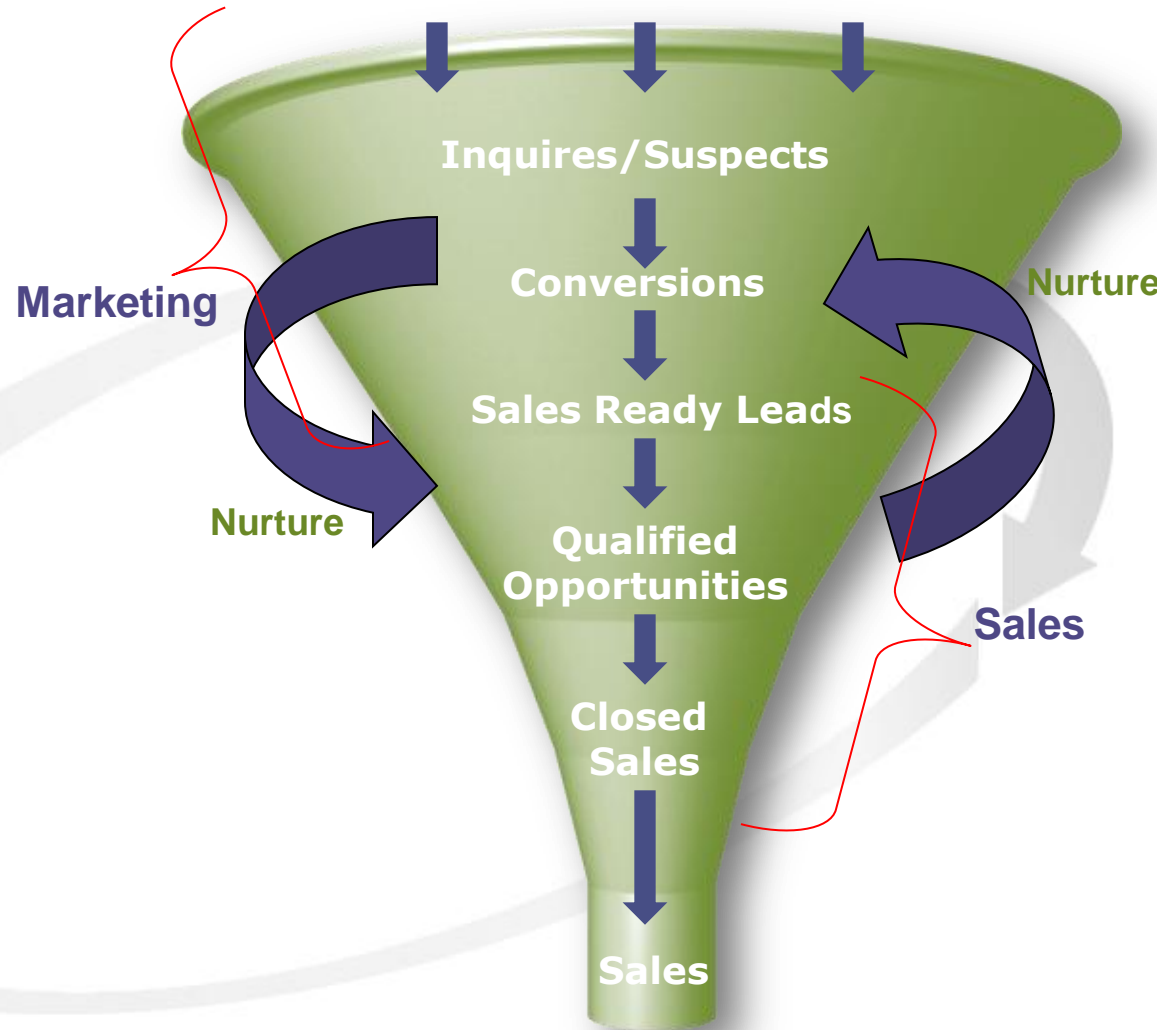 Inquires/Suspects
Conversions
Nurture
Marketing
Sales Ready Leads
Nurture
Qualified
Opportunities
Sales
Closed
Sales
Sales